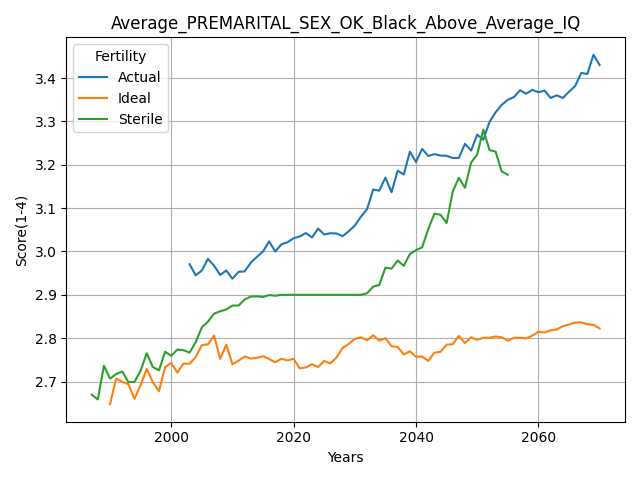 Average_PREMARITAL_SEX_OK_Black_Above_Average_IQ
Fertility
Actual
Ideal
Sterile
Score(1-4)
3.4
3.3
3.2
3.1
3.0
2.9
2.8
2.7
2000 2020 2040 2060
Years